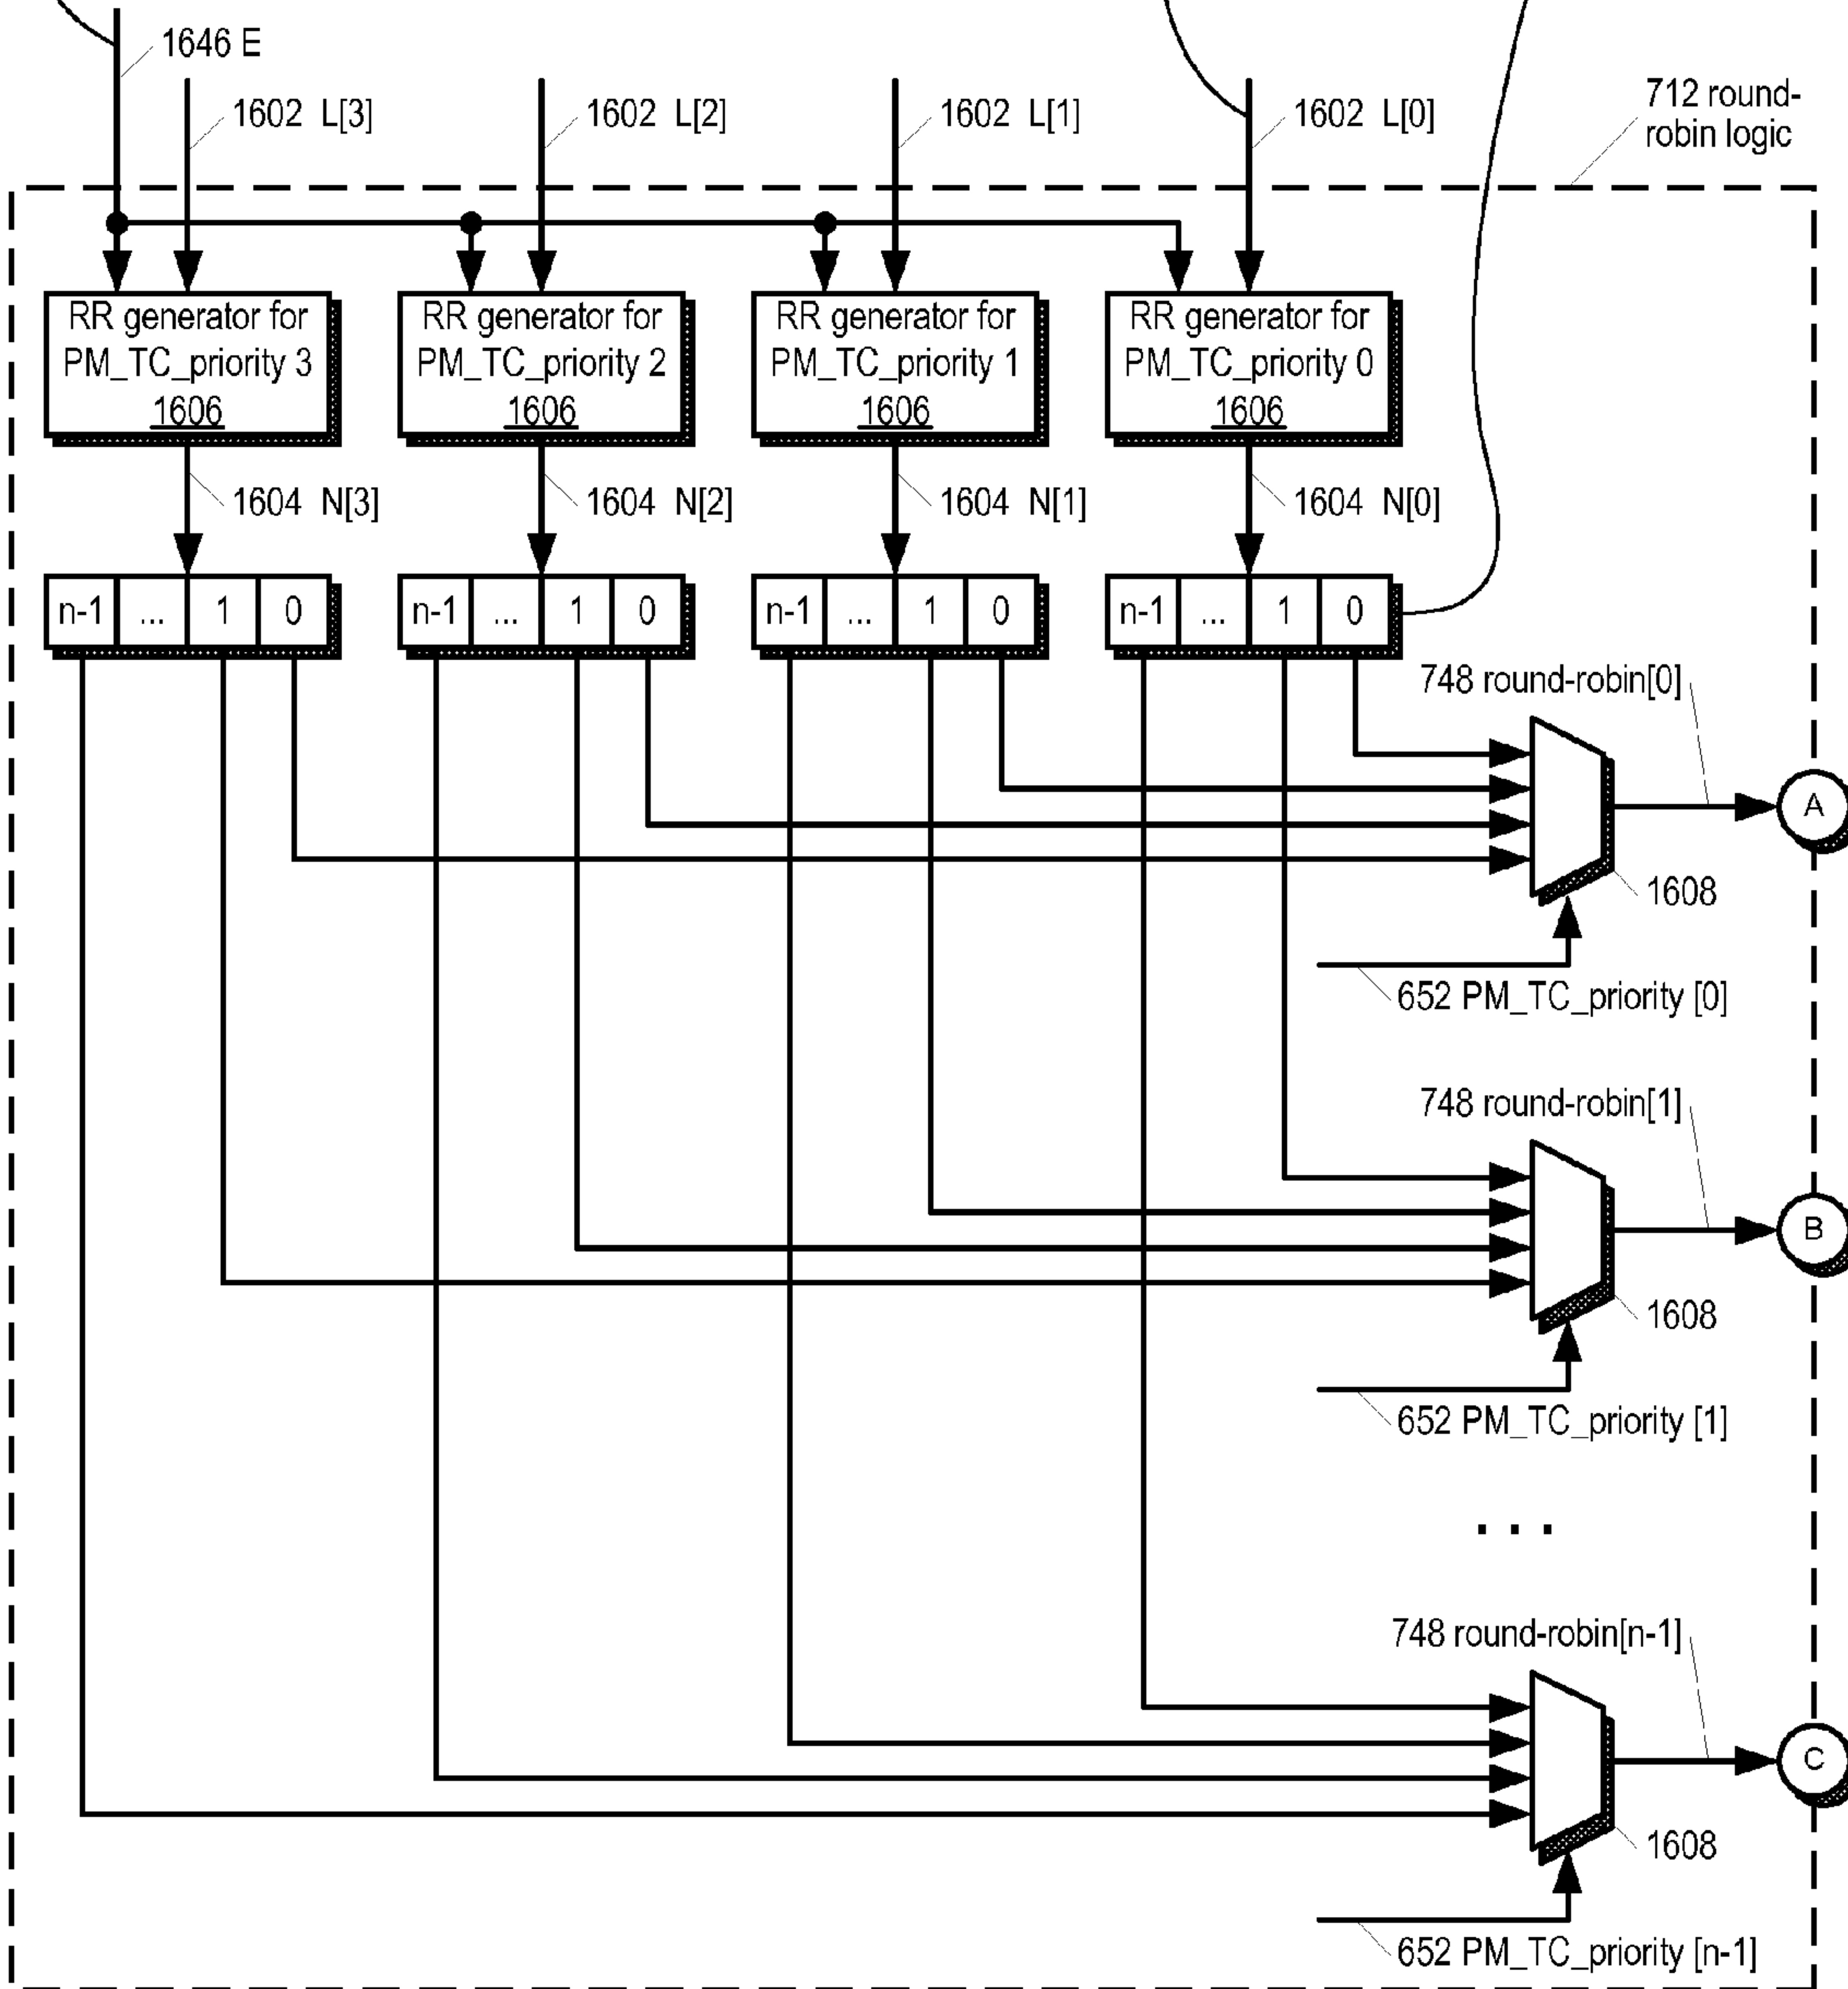 1646 E
1602 L[3]
1602 L[2]
1602 L[1]
1602 L[0]
712 round-
robin logic
RR generator for
PM_TC_priority 3
1606
RR generator for
PM_TC_priority 2
1606
RR generator for
PM_TC_priority 1
1606
RR generator for
PM_TC_priority 0
1606
1604 N[3]
1604 N[2]
1604 N[1]
1604 N[0]
n-1 ... 1 0
n-1 ... 1 0
n-1 ... 1 0
n-1 ... 1 0
748 round-robin[0]
A
1608
652 PM_TC_priority [0]
748 round-robin[1]
B
1608
652 PM_TC_priority [1]
...
748 round-robin[n-1]
C
1608
652 PM_TC_priority [n-1]